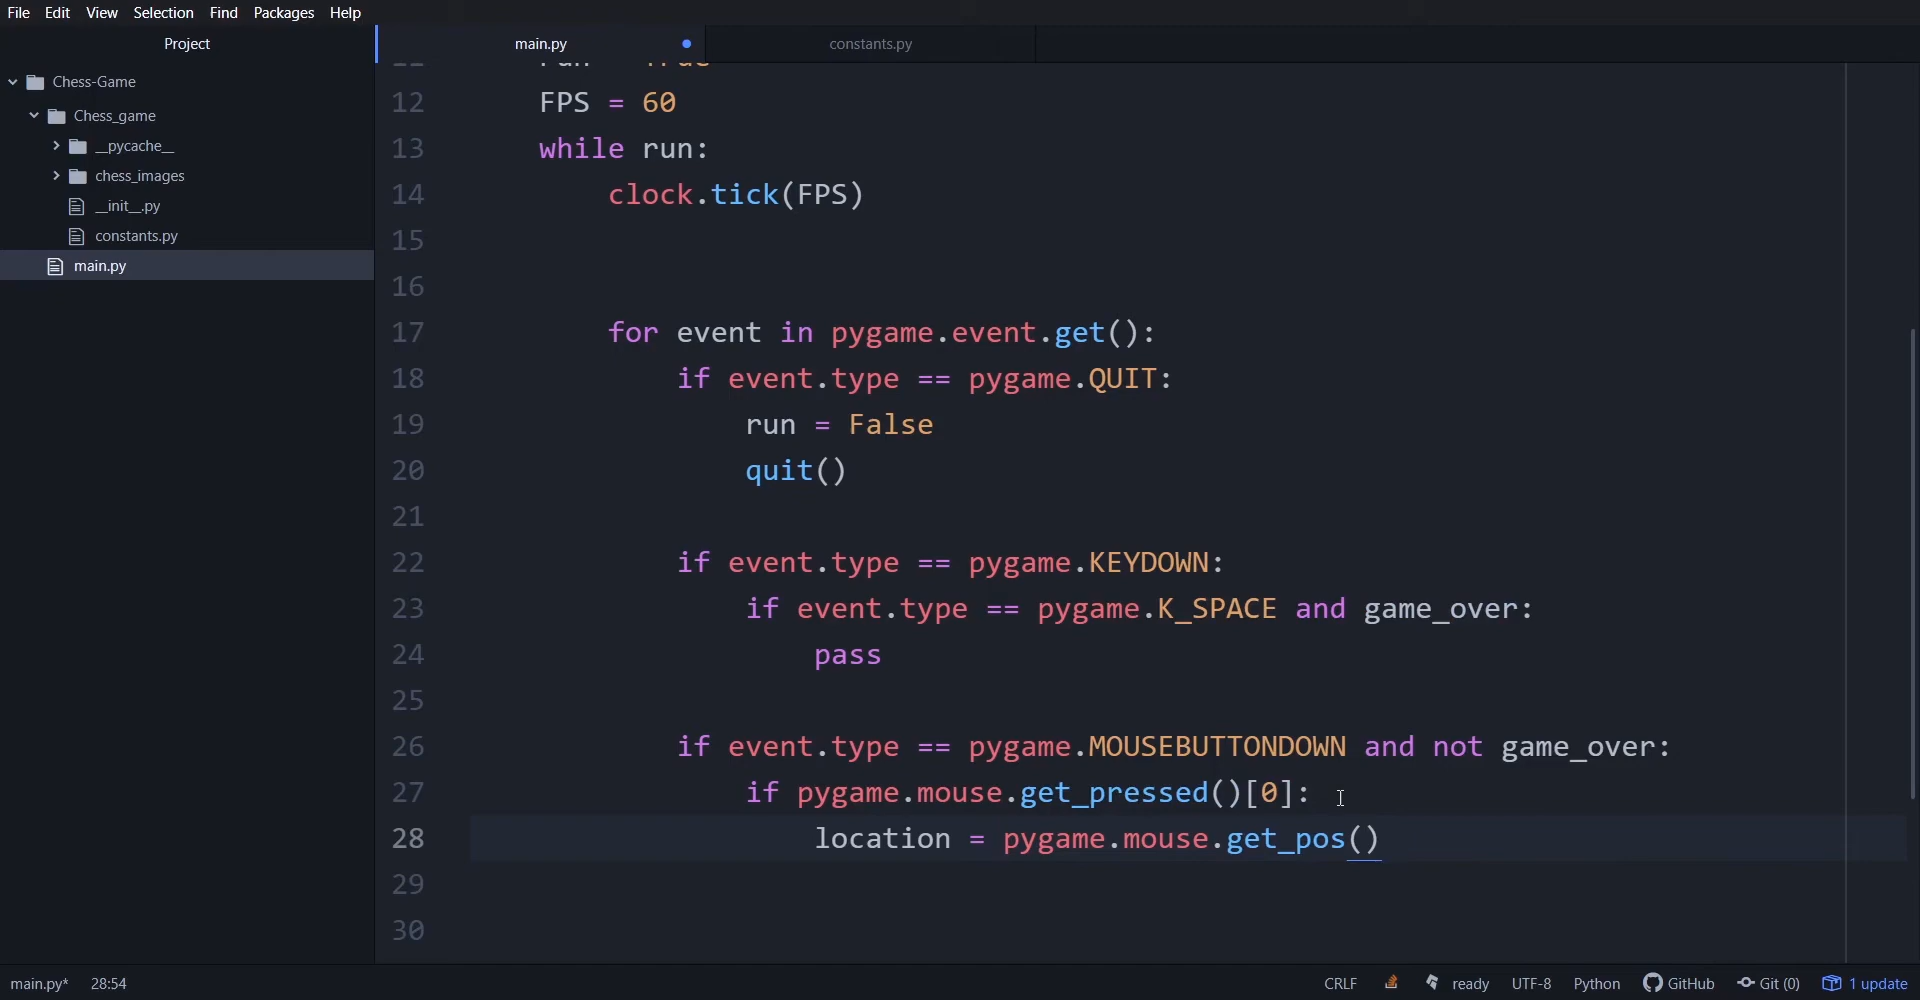 File Edit View Selection Find Packages Help
Project
main.py
constants.py
Chess-Game
Chess_game
__pycache__
chess_images
__init__.py
constants.py
main.py
11 run = True
12 FPS = 60
13 while run:
14 clock.tick(FPS)
15
16
17 for event in pygame.event.get():
18 if event.type == pygame.QUIT:
19 run = False
20 quit()
21
22 if event.type == pygame.KEYDOWN:
23 if event.type == pygame.K_SPACE and game_over:
24 pass
25
26 if event.type == pygame.MOUSEBUTTONDOWN and not game_over:
27 if pygame.mouse.get_pressed()[0]:
28 location = pygame.mouse.get_pos()
29
30
main.py* 28:54 CRLF ready UTF-8 Python GitHub Git (0) 1 update